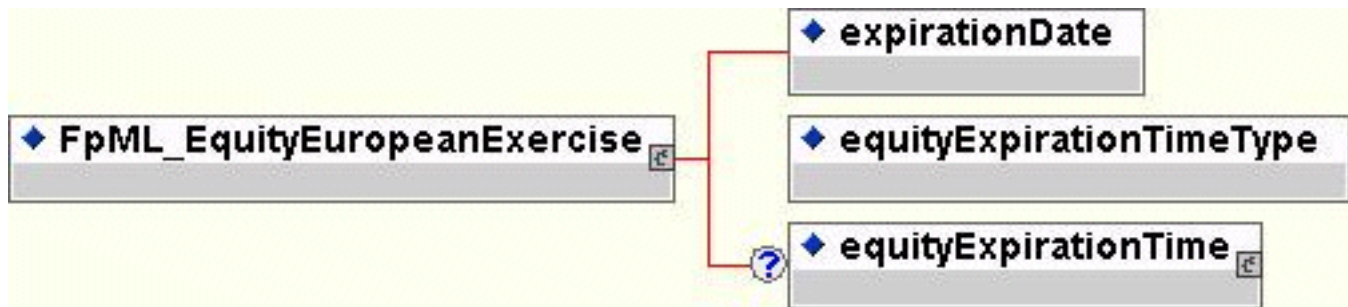 expirationDate
FpML_EquityEuropeanExercise
equityExpirationTimeType
?
equityExpirationTime